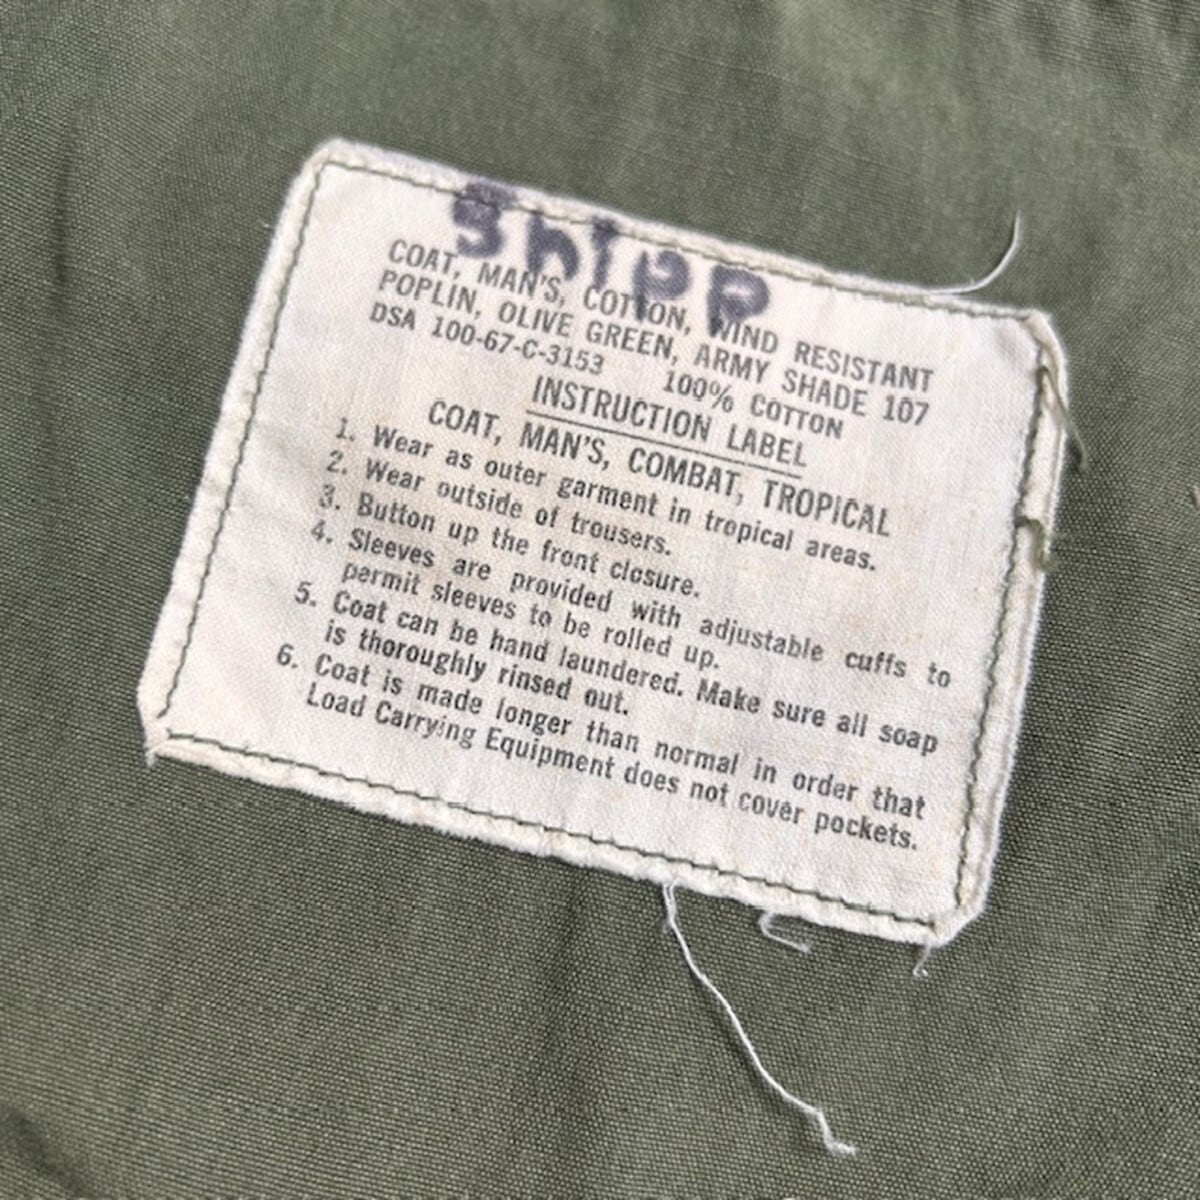 Shipp
COAT, MAN'S, COTTON, WIND RESISTANT
POPLIN, OLIVE GREEN, ARMY SHADE 107
DSA 100-67-C-3153 100% COTTON
INSTRUCTION LABEL
COAT, MAN'S, COMBAT, TROPICAL
1. Wear as outer garment in tropical areas.
2. Wear outside of trousers.
3. Button up the front closure.
4. Sleeves are provided with adjustable cuffs to
permit sleeves to be rolled up.
5. Coat can be hand laundered. Make sure all soap
is thoroughly rinsed out.
6. Coat is made longer than normal in order that
Load Carrying Equipment does not cover pockets.